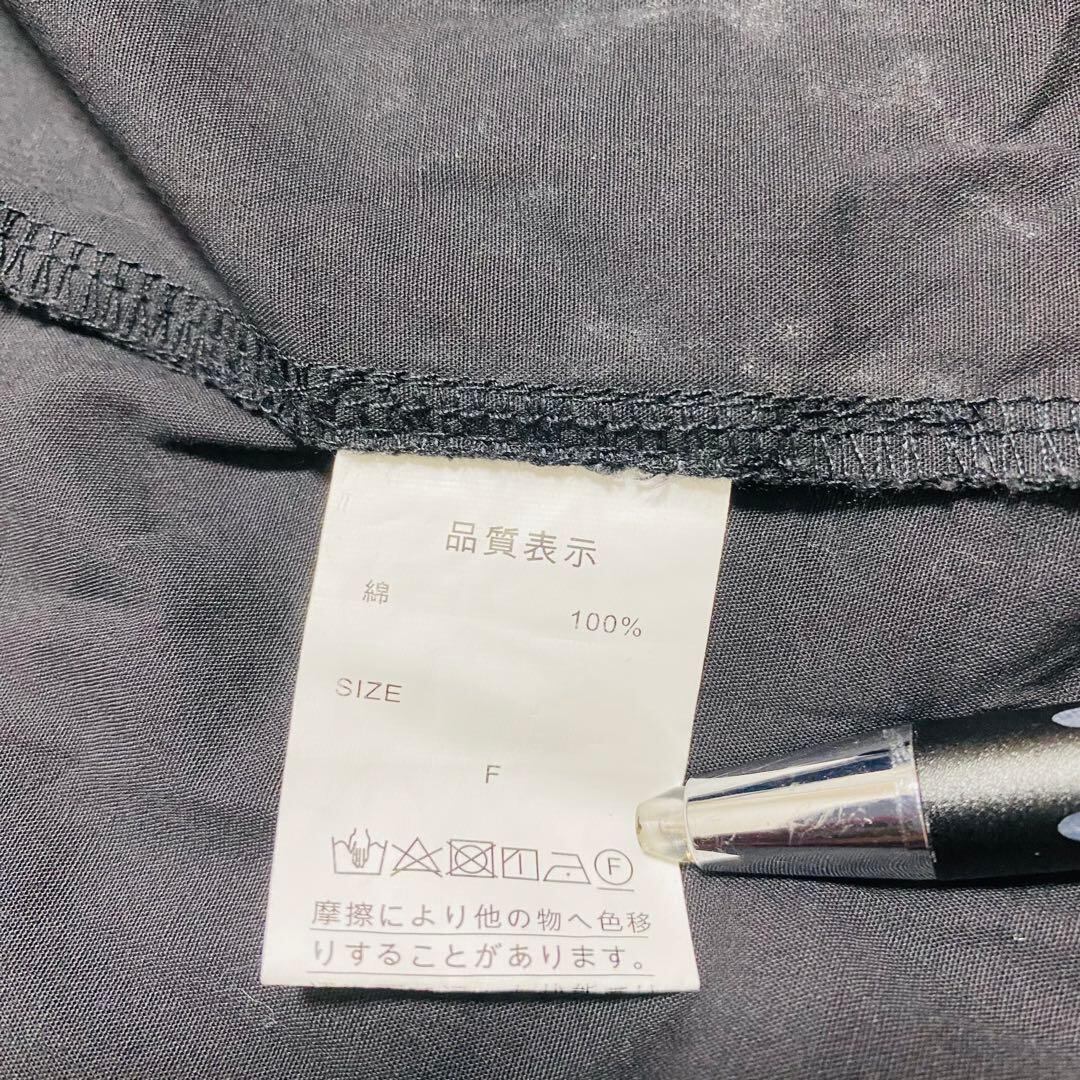 品質表示
綿
100%
SIZE
F
F
摩擦により他の物へ色移
りすることがあります。